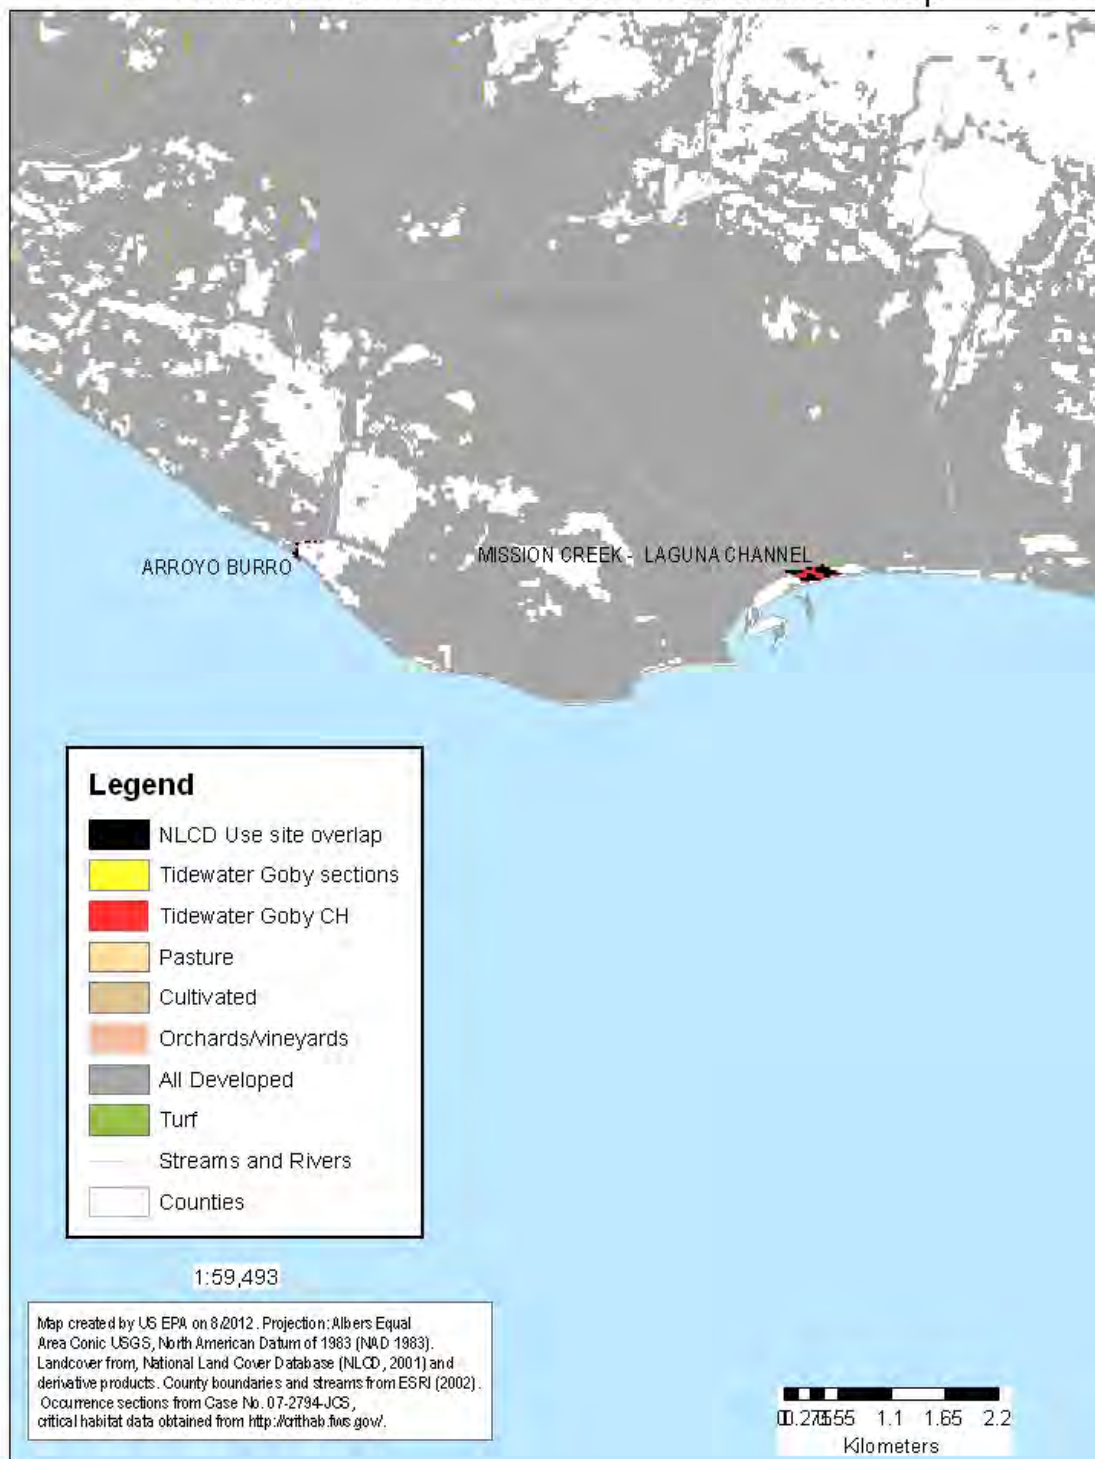 ARROYO BURRO
MISSION CREEK - LAGUNA CHANNEL
Legend
NLCD Use site overlap
Tidewater Goby sections
Tidewater Goby CH
Pasture
Cultivated
Orchards/vineyards
All Developed
Turf
Streams and Rivers
Counties
1:59,493
Map created by US EPA on 8/2012. Projection: Albers Equal
Area Conic USGS, North American Datum of 1983 (NAD 1983).
Landcover from, National Land Cover Database (NLCD, 2001) and
derivative products. County boundaries and streams from ESRI (2002).
Occurrence sections from Case No. 07-2794-JCS,
critical habitat data obtained from http://crithab.fws.gov/.
1.1 1.65 2.2
Kilometers